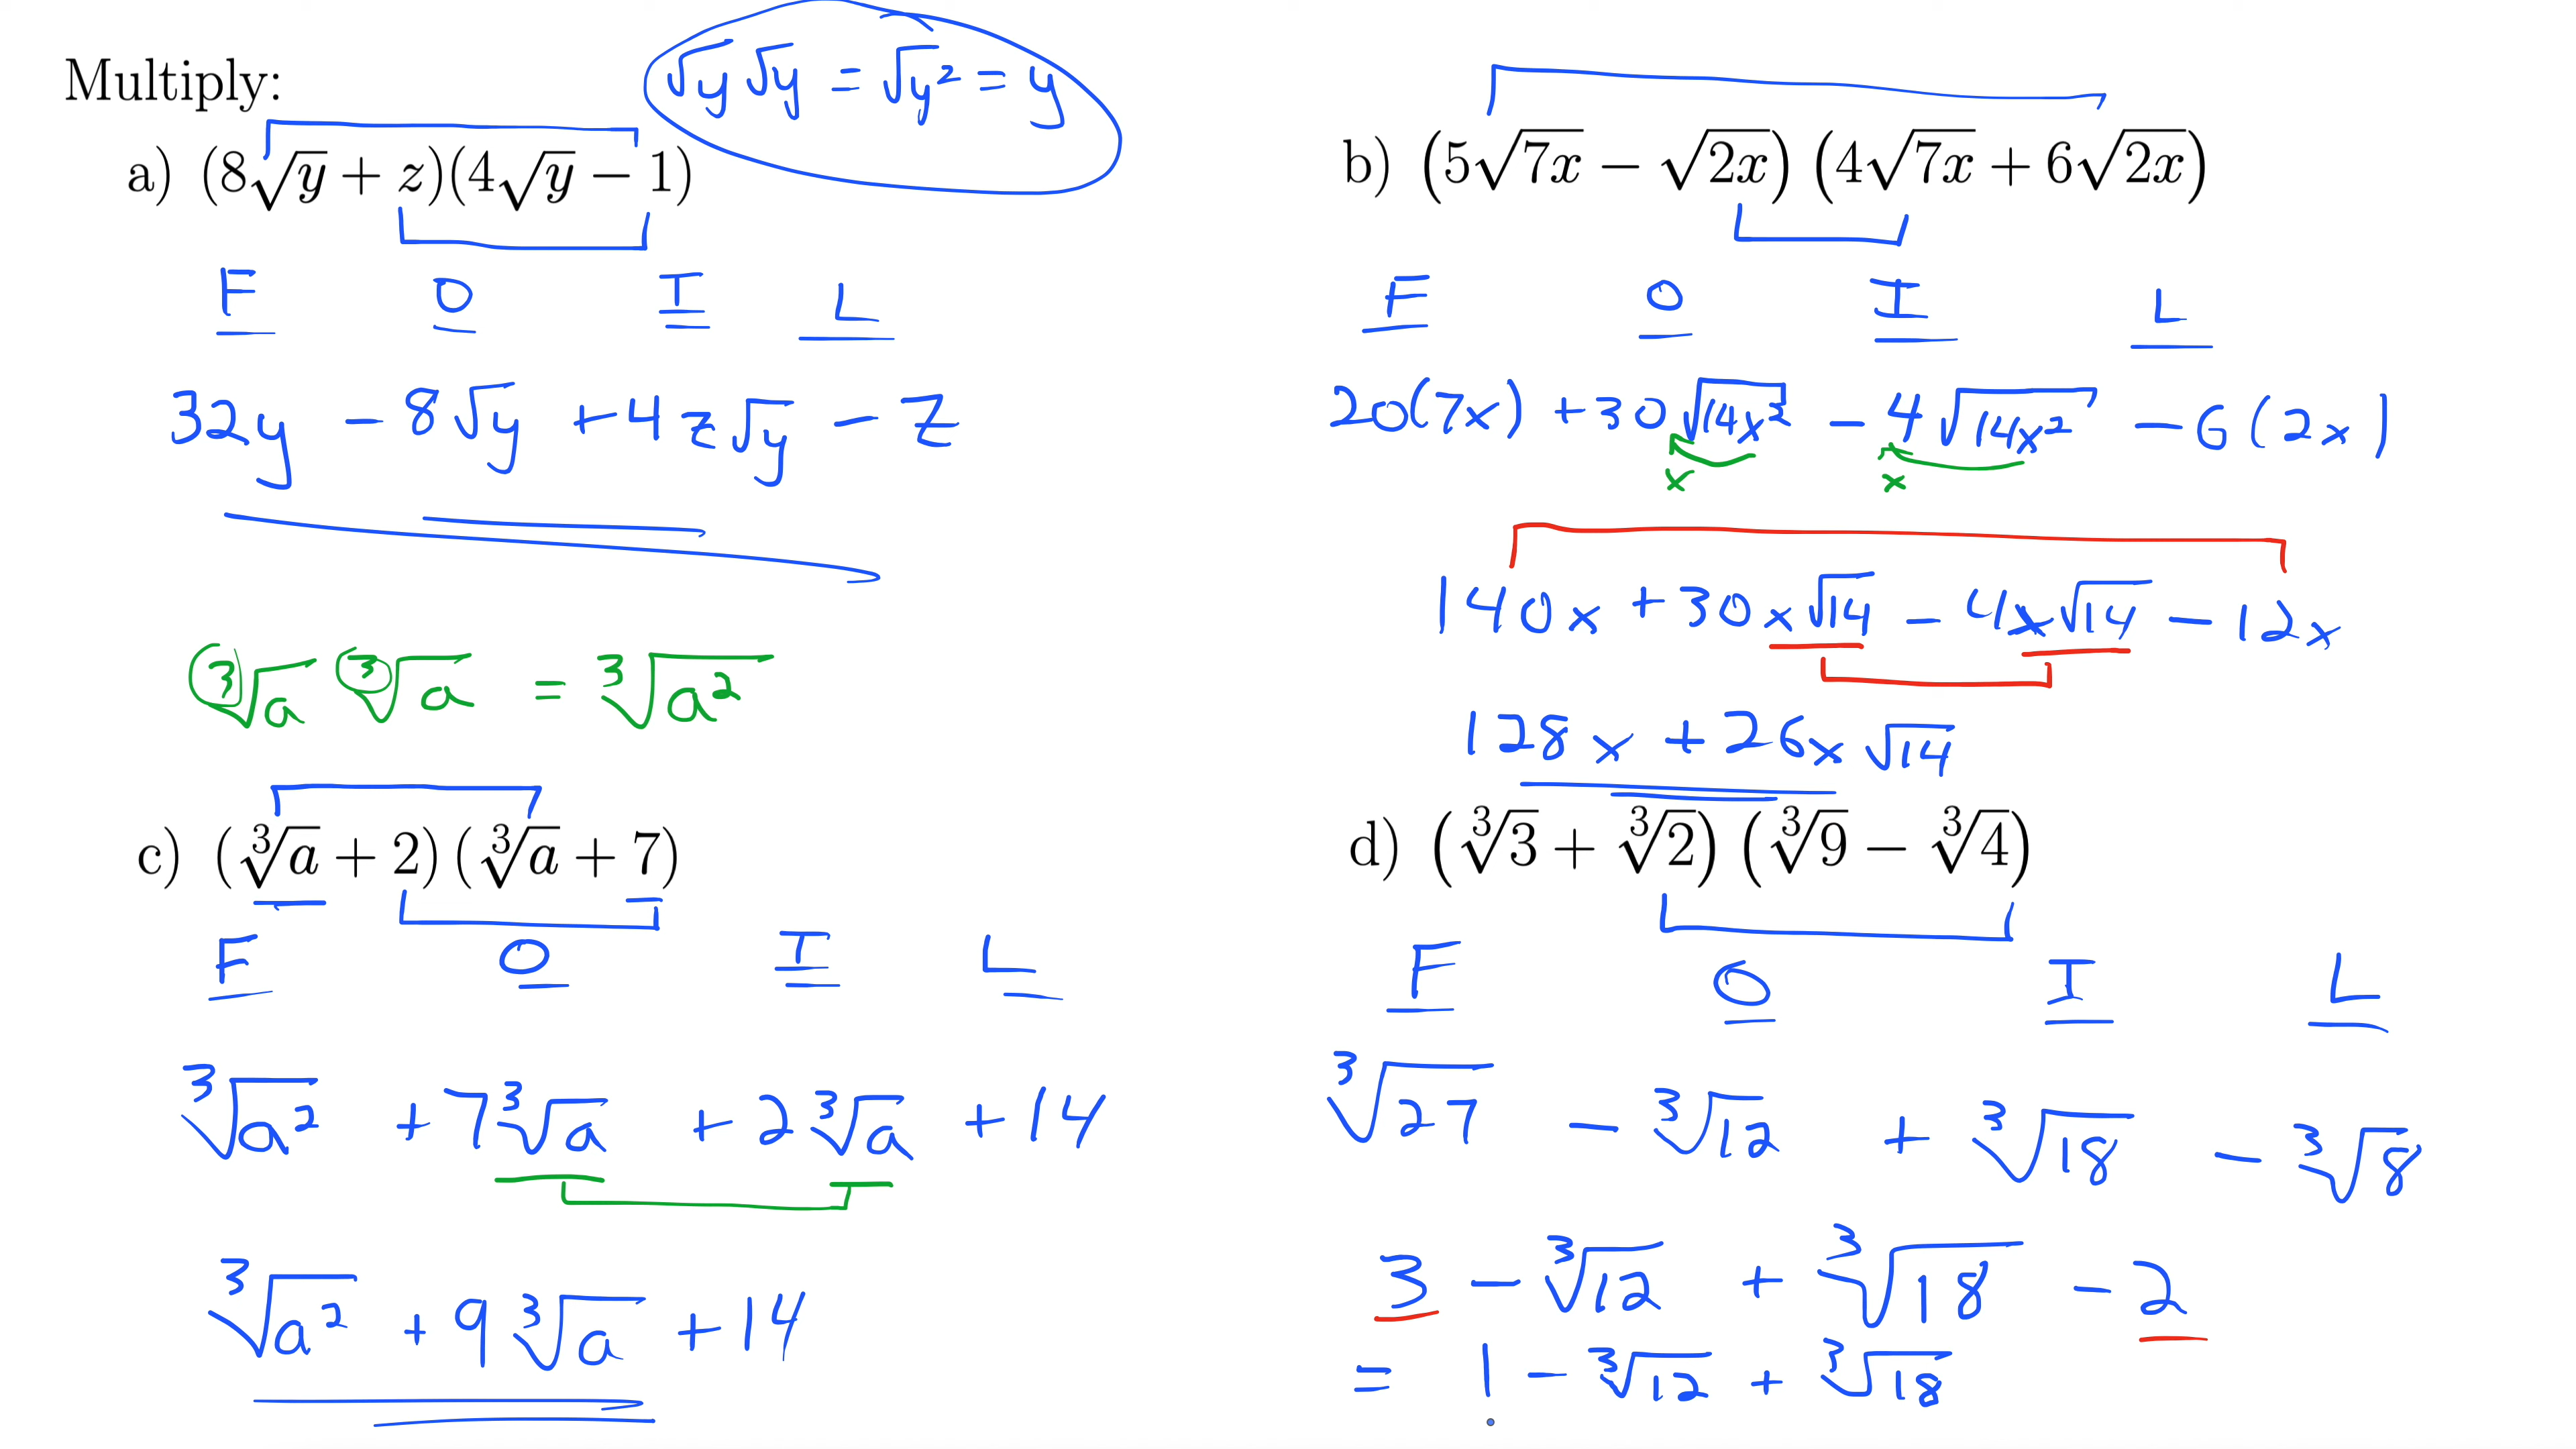 Multiply:
√y √y = √y² = y
a) (8√y + z)(4√y − 1)
F O I L
32y − 8√y + 4z√y − z
b) (5√7x − √2x) (4√7x + 6√2x)
F O I L
20(7x) + 30√14x² − 4√14x² − 6(2x)
x x
140x + 30x√14 − 4x√14 − 12x
128x + 26x√14
∛a ∛a = ∛a²
c) (∛a + 2) (∛a + 7)
F O I L
∛a² + 7∛a + 2∛a + 14
∛a² + 9∛a + 14
d) (∛3 + ∛2) (∛9 − ∛4)
F O I L
∛27 − ∛12 + ∛18 − ∛8
3 − ∛12 + ∛18 − 2
= 1 − ∛12 + ∛18